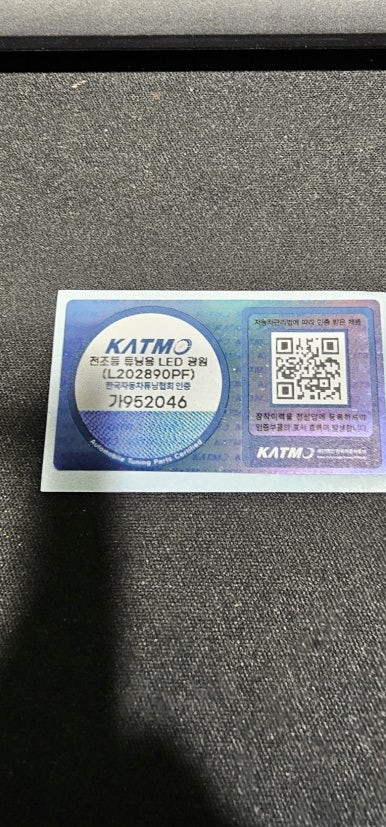 KATMO
전조등 튜닝용 LED 광원
(L202890PF)
한국자동차튜닝협회 인증
가952046
Automobile Tuning Parts Certified
자동차관리법에 따라 인증 받은 제품
장착이력을 전산망에 등록하셔야
인증부품의 표시 효력이 발생합니다
KATMO